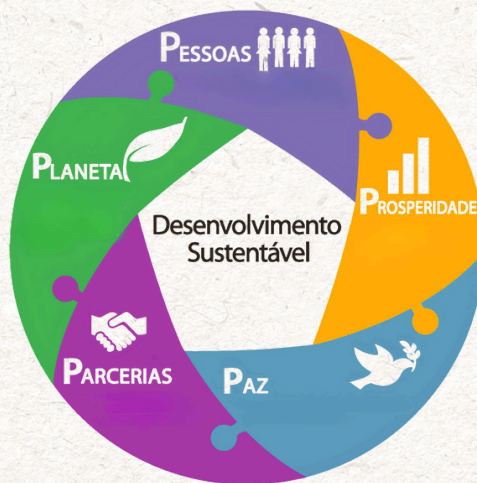 PESSOAS
PLANETA
PROSPERIDADE
Desenvolvimento
Sustentável
PARCERIAS
PAZ